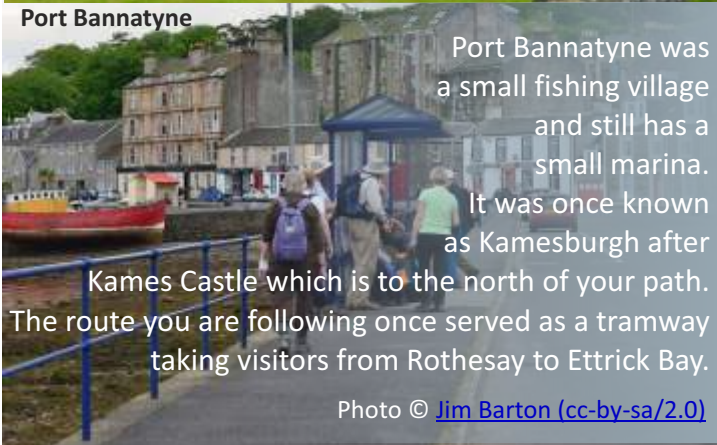 Port Bannatyne
Port Bannatyne was
a small fishing village
and still has a
small marina.
It was once known
as Kamesburgh after
Kames Castle which is to the north of your path.
The route you are following once served as a tramway
taking visitors from Rothesay to Ettrick Bay.
Photo © Jim Barton (cc-by-sa/2.0)